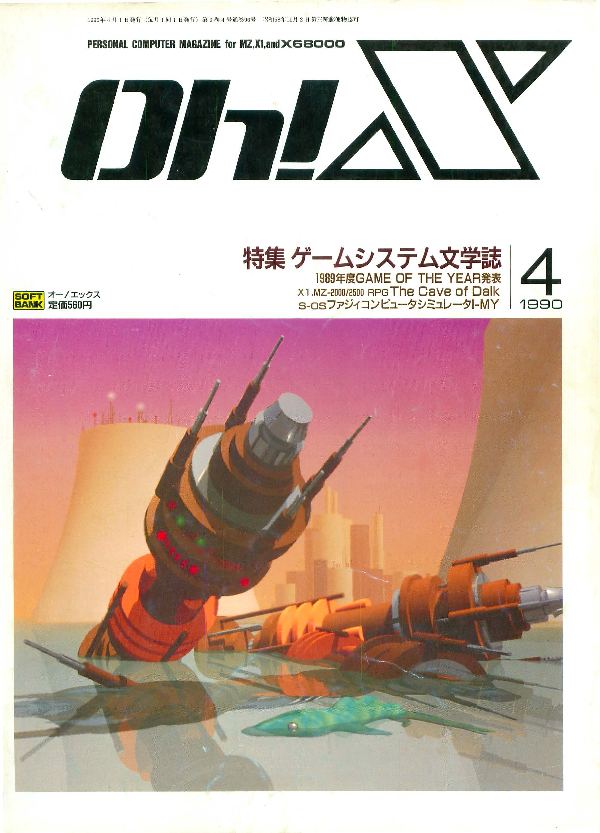 PERSONAL COMPUTER MAGAZINE for MZ,X1,and X68000
Oh!X
特集 ゲームシステム文学誌
1989年度GAME OF THE YEAR発表
X1,MZ-2000/2500 RPG The Cave of Dalk
S-OSファジィコンピュータシミュレータI-MY
4
1990
SOFT
BANK
オー!エックス
定価560円